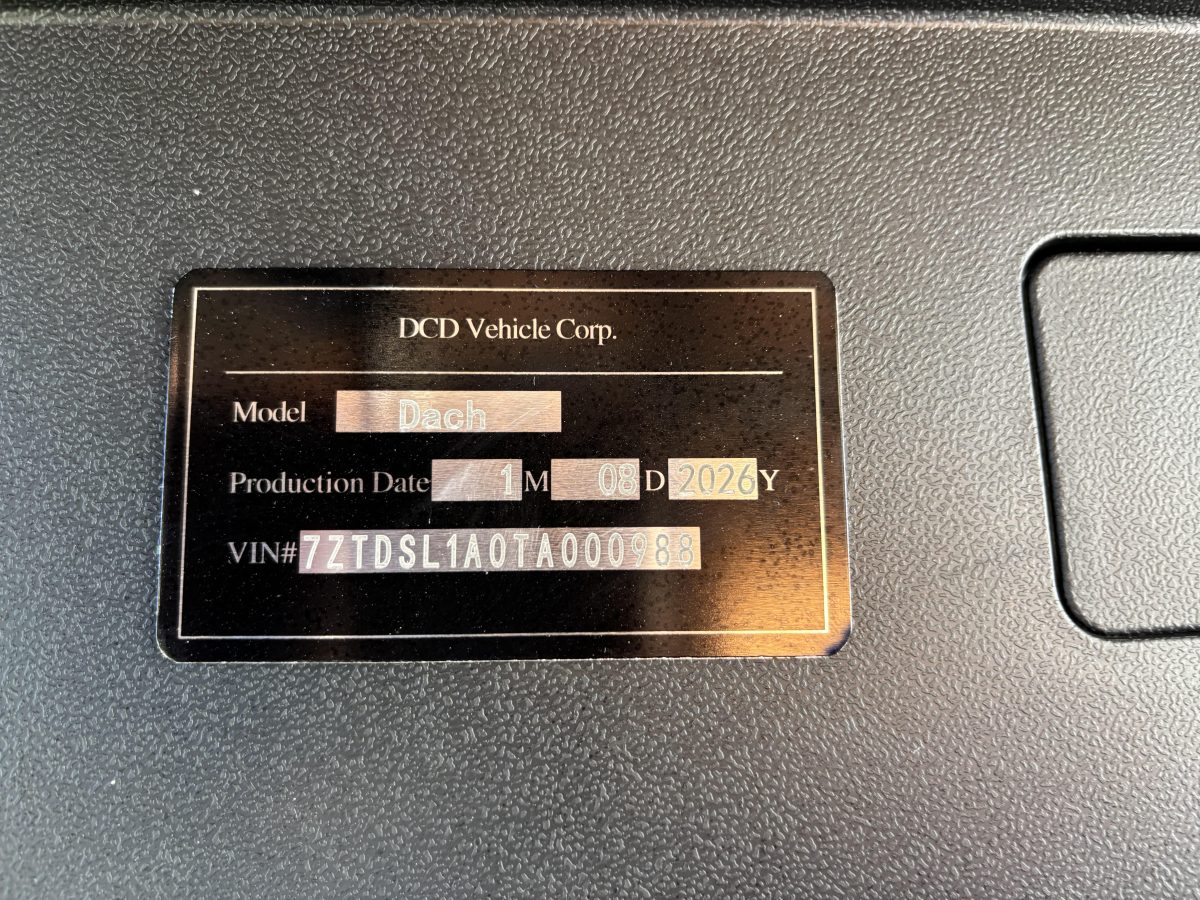 DCD Vehicle Corp.
Model Dach
Production Date 1 M 08 D 2026 Y
VIN# 7ZTDSL1A0TA000988